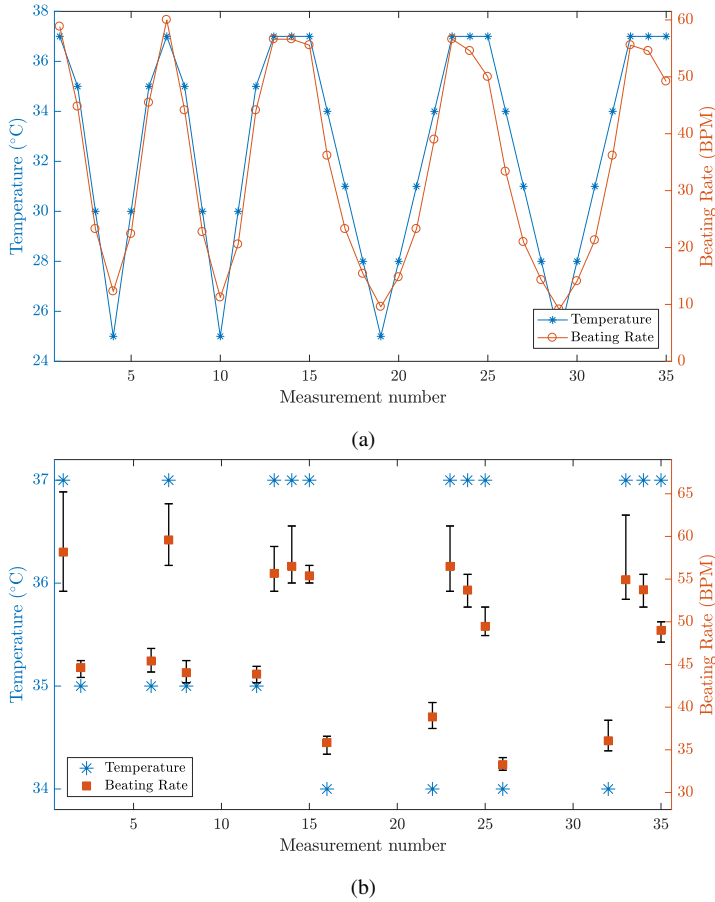 38
36
34
32
30
28
26
24
Temperature (°C)
60
50
40
30
20
10
0
Beating Rate (BPM)
Temperature
Beating Rate
5 10 15 20 25 30 35
Measurement number
(a)
37
36
35
34
Temperature (°C)
65
60
55
50
45
40
35
30
Beating Rate (BPM)
Temperature
Beating Rate
5 10 15 20 25 30 35
Measurement number
(b)